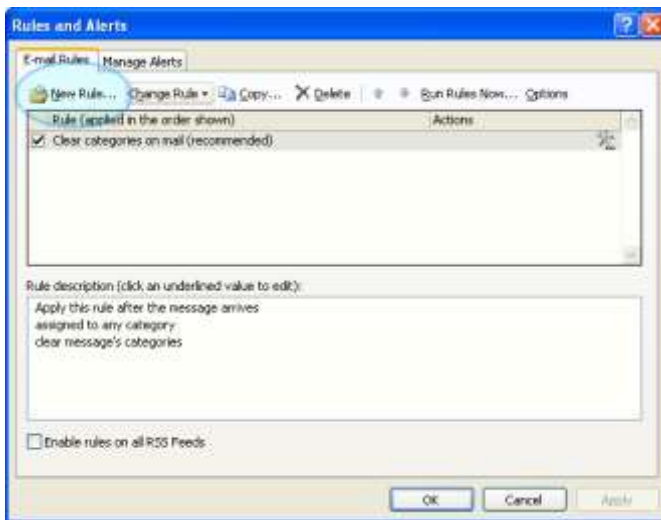 Rules and Alerts
E-mail Rules Manage Alerts
New Rule... Change Rule Copy... Delete Run Rules Now... Options
Rule (applied in the order shown) Actions
Clear categories on mail (recommended)
Rule description (click an underlined value to edit):
Apply this rule after the message arrives
assigned to any category
clear message's categories
Enable rules on all RSS Feeds
OK Cancel Apply